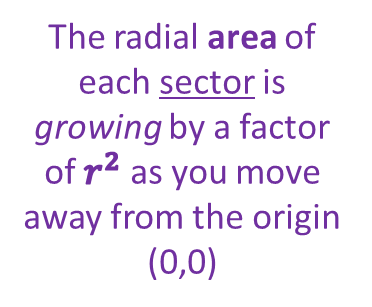 The radial area of
each sector is
growing by a factor
of r² as you move
away from the origin
(0,0)